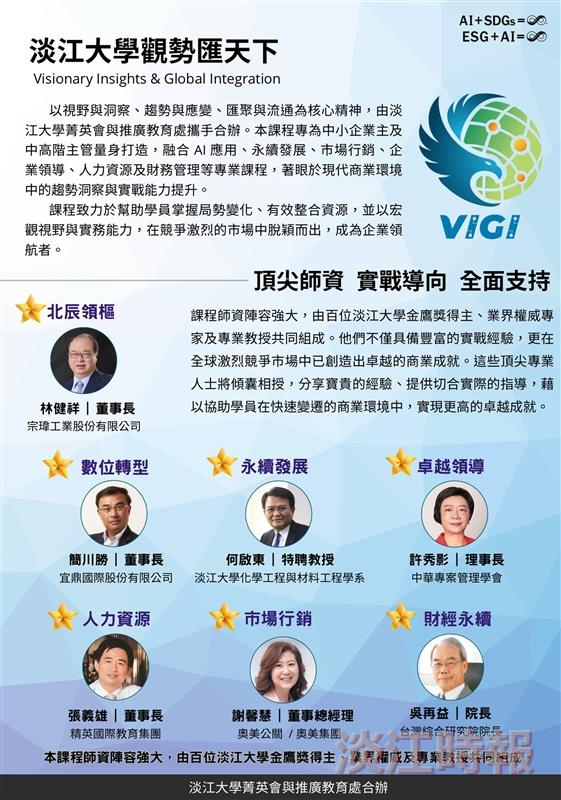 AI+SDGs=∞
ESG+AI=∞
淡江大學觀勢匯天下
Visionary Insights & Global Integration
以視野與洞察、趨勢與應變、匯聚與流通為核心精神，由淡
江大學菁英會與推廣教育處攜手合辦。本課程專為中小企業主及
中高階主管量身打造，融合 AI 應用、永續發展、市場行銷、企
業領導、人力資源及財務管理等專業課程，著眼於現代商業環境
中的趨勢洞察與實戰能力提升。
課程致力於幫助學員掌握局勢變化、有效整合資源，並以宏
觀視野與實務能力，在競爭激烈的市場中脫穎而出，成為企業領
航者。
VIGI
頂尖師資 實戰導向 全面支持
北辰領樞
林健祥｜董事長
宗瑋工業股份有限公司
課程師資陣容強大，由百位淡江大學金鷹獎得主、業界權威專
家及專業教授共同組成。他們不僅具備豐富的實戰經驗，更在
全球激烈競爭市場中已創造出卓越的商業成就。這些頂尖專業
人士將傾囊相授，分享寶貴的經驗、提供切合實際的指導，藉
以協助學員在快速變遷的商業環境中，實現更高的卓越成就。
數位轉型
簡川勝｜董事長
宜鼎國際股份有限公司
永續發展
何啟東｜特聘教授
淡江大學化學工程與材料工程學系
卓越領導
許秀影｜理事長
中華專案管理學會
人力資源
張義雄｜董事長
精英國際教育集團
市場行銷
謝馨慧｜董事總經理
奧美公關 / 奧美集團
財經永續
吳再益｜院長
台灣綜合研究院院長
淡江時報
本課程師資陣容強大，由百位淡江大學金鷹獎得主、業界權威及專業教授共同組成。
淡江大學菁英會與推廣教育處合辦